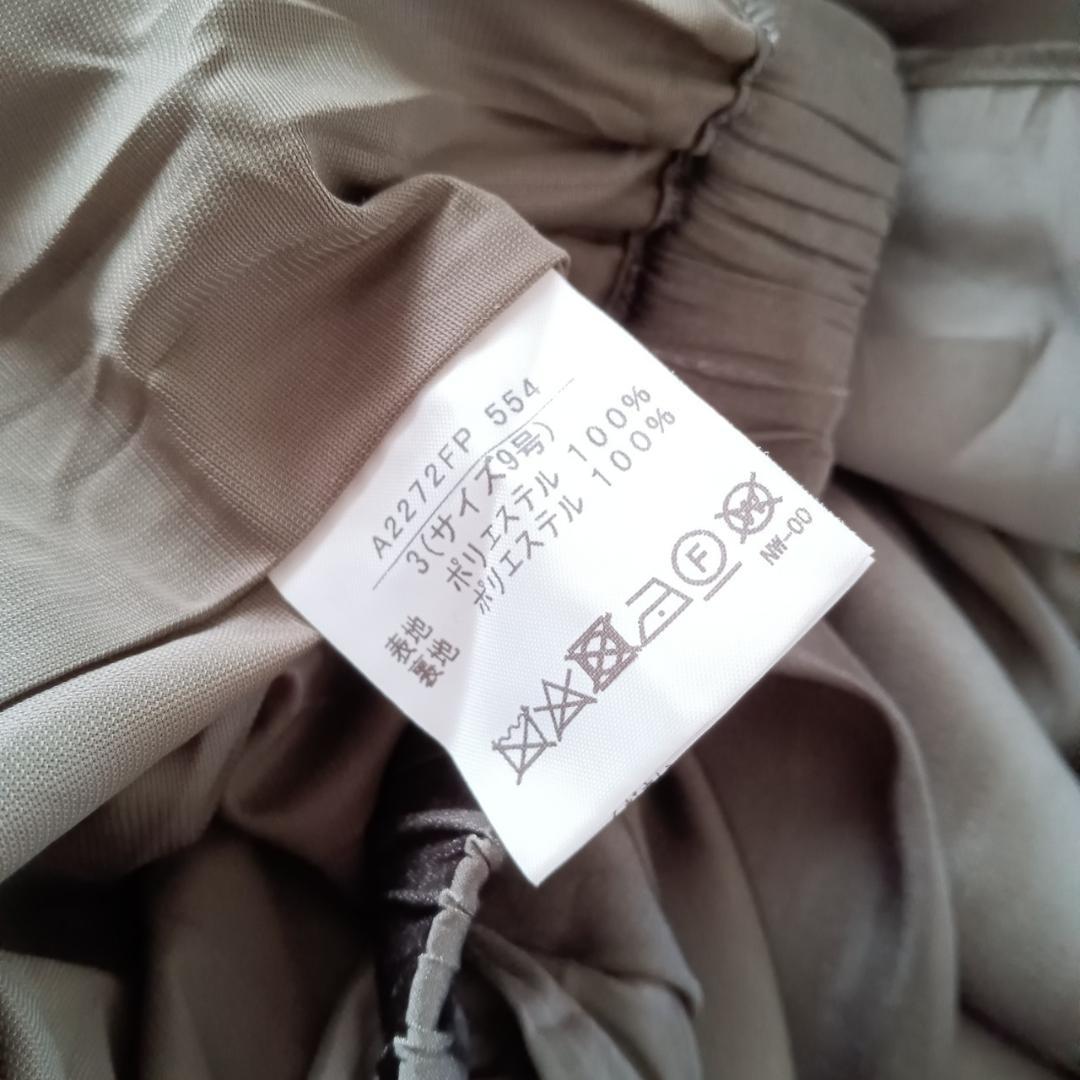 A2272FP 554
3(サイズ9号)
表地 ポリエステル 100%
裏地 ポリエステル 100%
F
W
NW-00